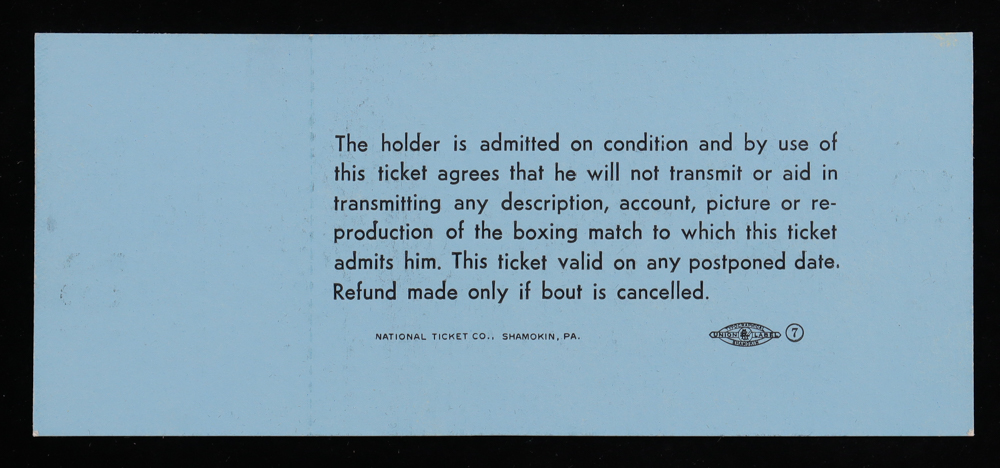 The holder is admitted on condition and by use of
this ticket agrees that he will not transmit or aid in
transmitting any description, account, picture or re-
production of the boxing match to which this ticket
admits him. This ticket valid on any postponed date.
Refund made only if bout is cancelled.
NATIONAL TICKET CO., SHAMOKIN, PA.
UNION LABEL
7